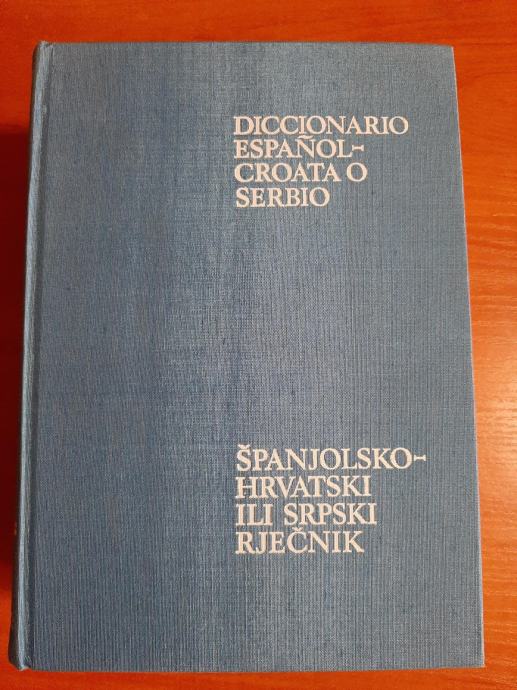 DICCIONARIO
ESPAÑOL-
CROATA O
SERBIO
ŠPANJOLSKO-
HRVATSKI
ILI SRPSKI
RJEČNIK